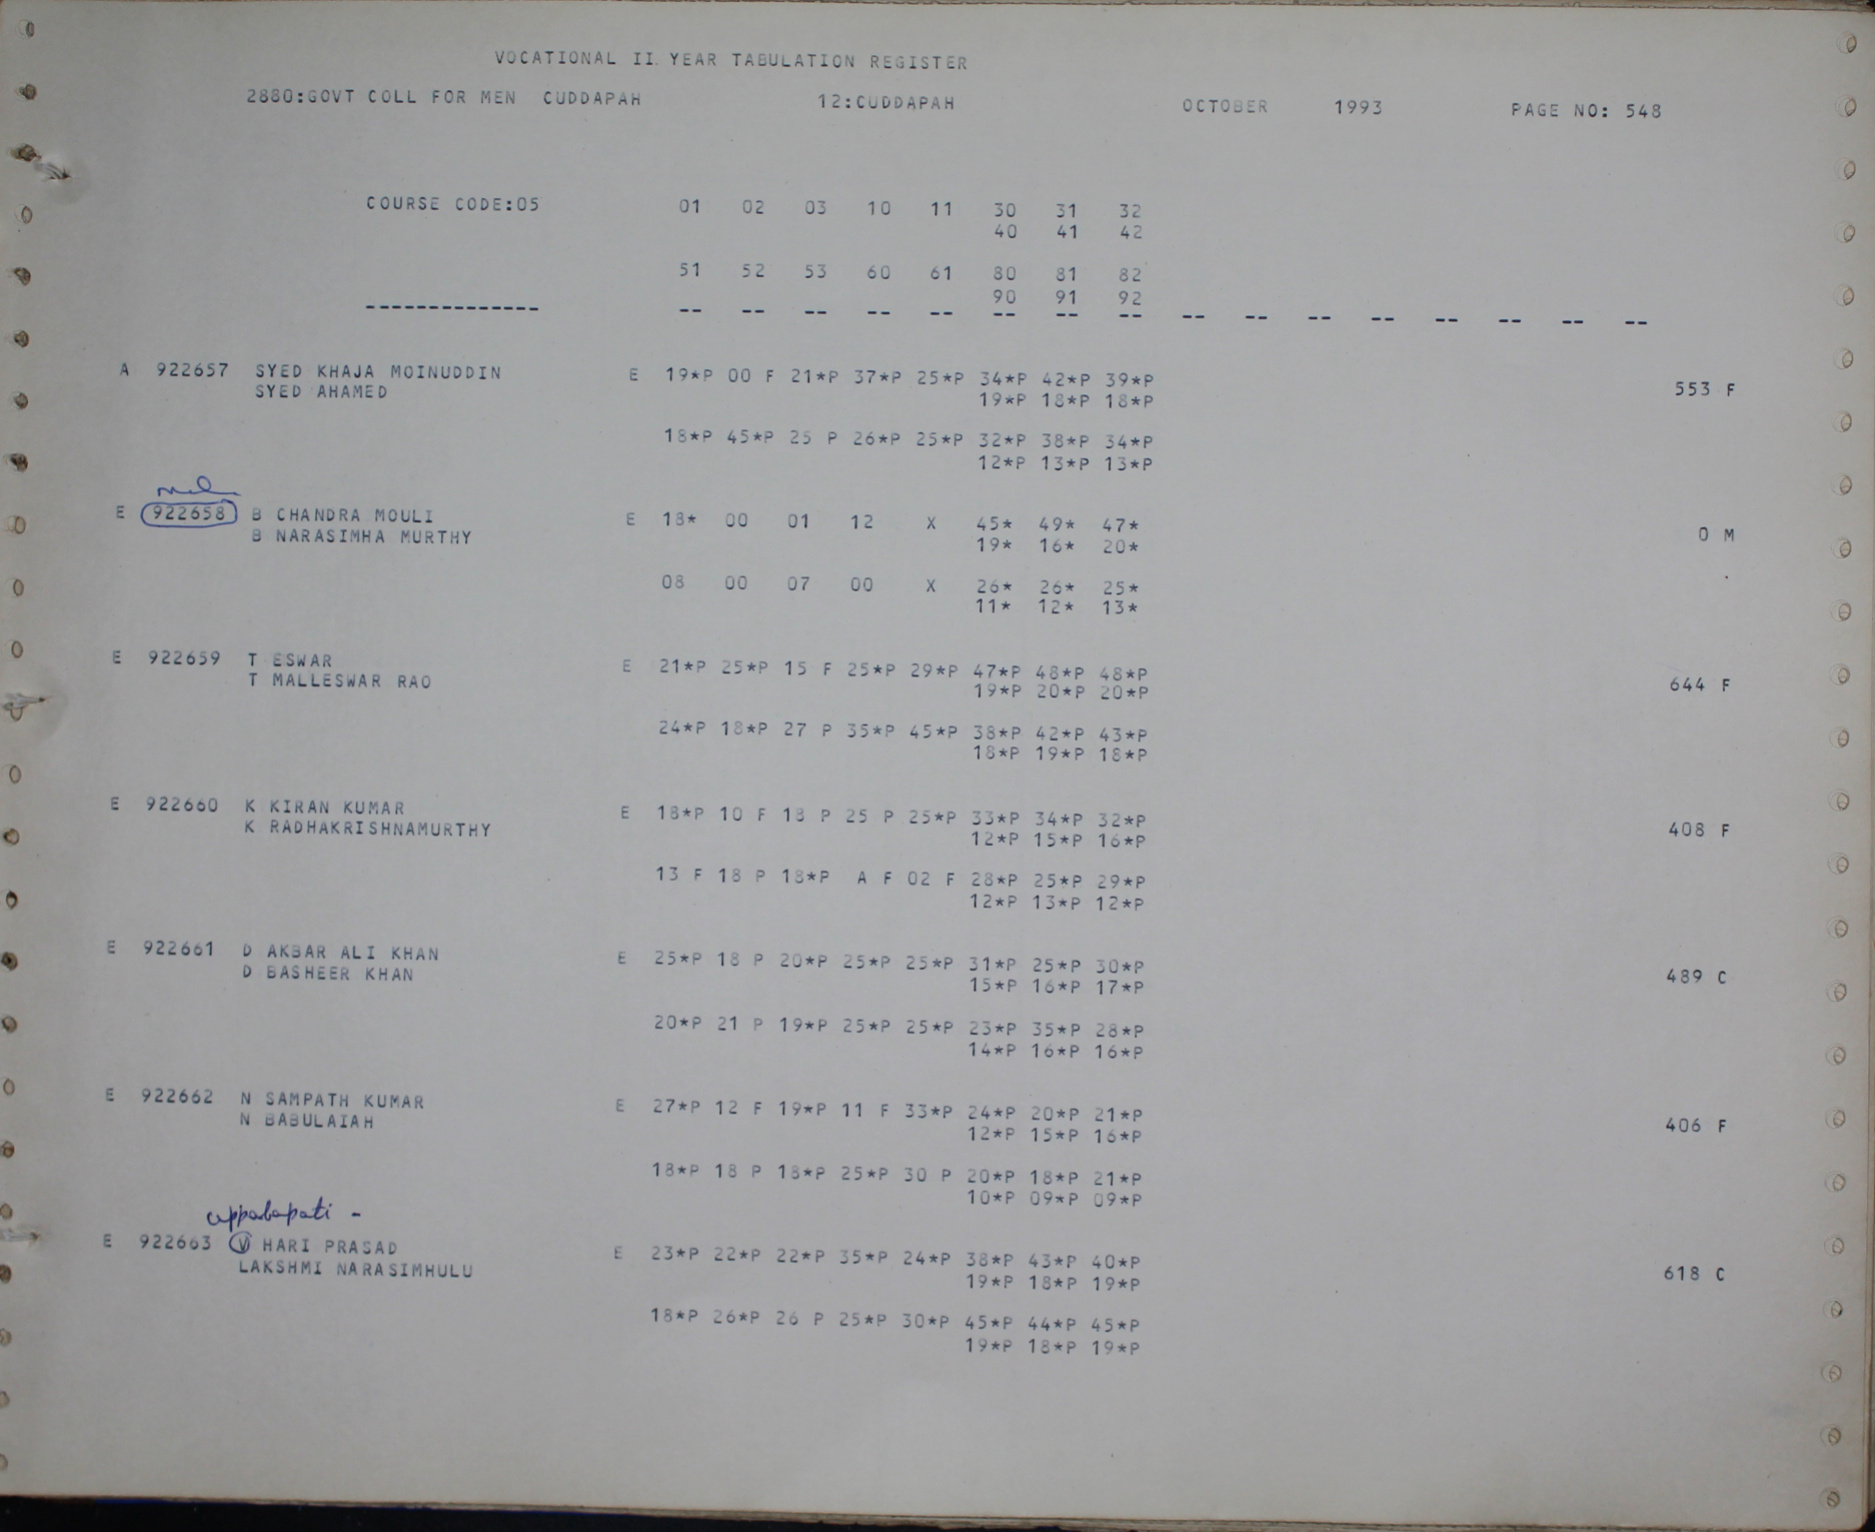 VOCATIONAL II YEAR TABULATION REGISTER
2880:GOVT COLL FOR MEN CUDDAPAH 12:CUDDAPAH OCTOBER 1993 PAGE NO: 548
COURSE CODE:05 01 02 03 10 11 30 31 32
40 41 42
51 52 53 60 61 80 81 82
90 91 92
-------------- -- -- -- -- -- -- -- -- -- -- -- -- -- -- -- --
A 922657 SYED KHAJA MOINUDDIN E 19*P 00 F 21*P 37*P 25*P 34*P 42*P 39*P
SYED AHAMED 19*P 18*P 18*P 553 F
18*P 45*P 25 P 26*P 25*P 32*P 38*P 34*P
12*P 13*P 13*P
E 922658 B CHANDRA MOULI E 18* 00 01 12 X 45* 49* 47*
B NARASIMHA MURTHY 19* 16* 20* 0 M
08 00 07 00 X 26* 26* 25*
11* 12* 13*
E 922659 T ESWAR E 21*P 25*P 15 F 25*P 29*P 47*P 48*P 48*P
T MALLESWAR RAO 19*P 20*P 20*P 644 F
24*P 18*P 27 P 35*P 45*P 38*P 42*P 43*P
18*P 19*P 18*P
E 922660 K KIRAN KUMAR E 18*P 10 F 18 P 25 P 25*P 33*P 34*P 32*P
K RADHAKRISHNAMURTHY 12*P 15*P 16*P 408 F
13 F 18 P 18*P A F 02 F 28*P 25*P 29*P
12*P 13*P 12*P
E 922661 D AKBAR ALI KHAN E 25*P 18 P 20*P 25*P 25*P 31*P 25*P 30*P
D BASHEER KHAN 15*P 16*P 17*P 489 C
20*P 21 P 19*P 25*P 25*P 23*P 35*P 28*P
14*P 16*P 16*P
E 922662 N SAMPATH KUMAR E 27*P 12 F 19*P 11 F 33*P 24*P 20*P 21*P
N BABULAIAH 12*P 15*P 16*P 406 F
18*P 18 P 18*P 25*P 30 P 20*P 18*P 21*P
10*P 09*P 09*P
uppalapati -
E 922663 V HARI PRASAD E 23*P 22*P 22*P 35*P 24*P 38*P 43*P 40*P
LAKSHMI NARASIMHULU 19*P 18*P 19*P 618 C
18*P 26*P 26 P 25*P 30*P 45*P 44*P 45*P
19*P 18*P 19*P